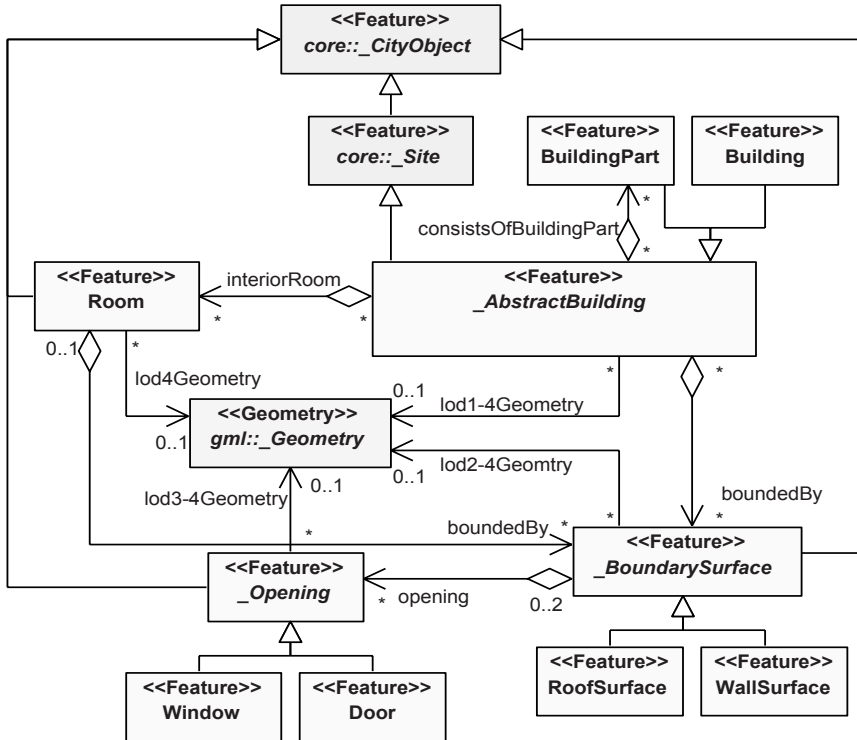 <<Feature>>
core::_CityObject
<<Feature>>
core::_Site
<<Feature>>
BuildingPart
<<Feature>>
Building
consistsOfBuildingPart
*
*
<<Feature>>
Room
interiorRoom
*
*
<<Feature>>
_AbstractBuilding
0..1
*
lod4Geometry
0..1
<<Geometry>>
gml::_Geometry
*
0..1
lod1-4Geometry
*
0..1
lod2-4Geomtry
*
lod3-4Geometry
0..1
*
boundedBy
*
boundedBy
*
<<Feature>>
_Opening
*
opening
0..2
<<Feature>>
_BoundarySurface
<<Feature>>
Window
<<Feature>>
Door
<<Feature>>
RoofSurface
<<Feature>>
WallSurface